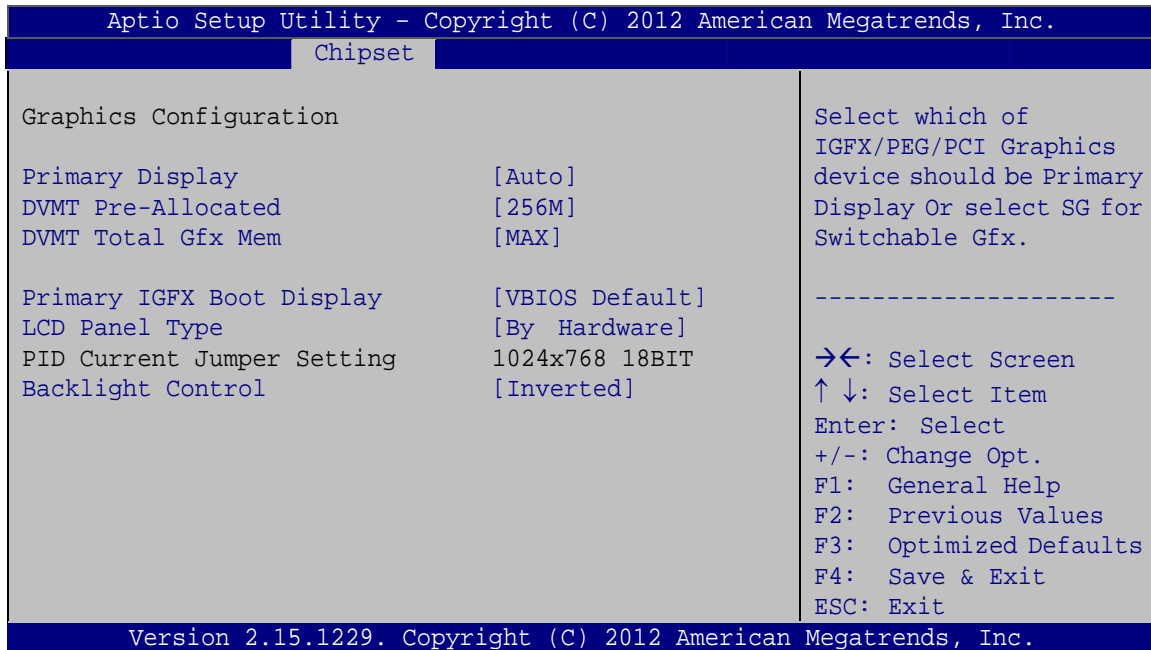 Aptio Setup Utility – Copyright (C) 2012 American Megatrends, Inc.
Chipset
Graphics Configuration
Primary Display [Auto]
DVMT Pre-Allocated [256M]
DVMT Total Gfx Mem [MAX]
Primary IGFX Boot Display [VBIOS Default]
LCD Panel Type [By Hardware]
PID Current Jumper Setting 1024x768 18BIT
Backlight Control [Inverted]
Select which of
IGFX/PEG/PCI Graphics
device should be Primary
Display Or select SG for
Switchable Gfx.
---------------------
→←: Select Screen
↑ ↓: Select Item
Enter: Select
+/-: Change Opt.
F1: General Help
F2: Previous Values
F3: Optimized Defaults
F4: Save & Exit
ESC: Exit
Version 2.15.1229. Copyright (C) 2012 American Megatrends, Inc.